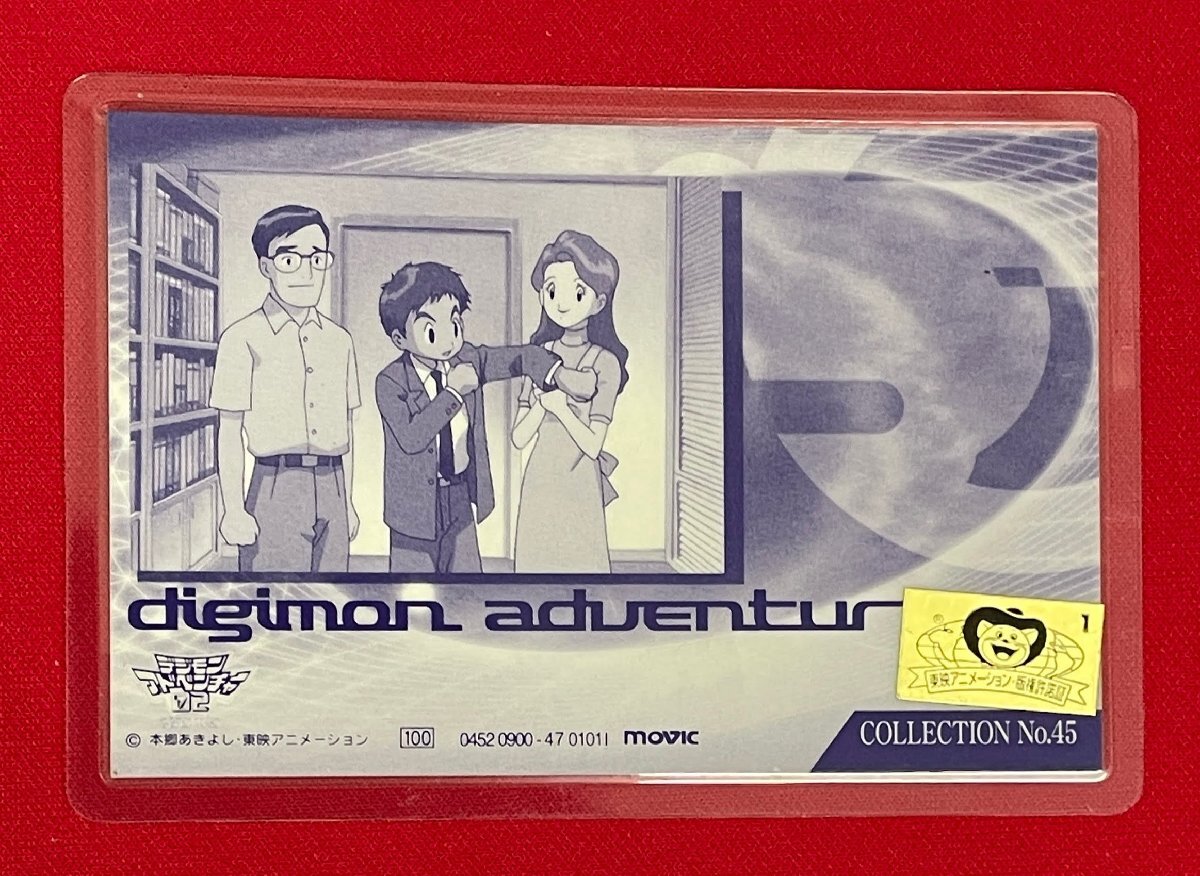 digimon adventur
デジモン
アドベンチャー
02
© 本郷あきよし・東映アニメーション 100 0452 0900-47 01011 movic
® 1
東映アニメーション・版権許諾証
COLLECTION No.45